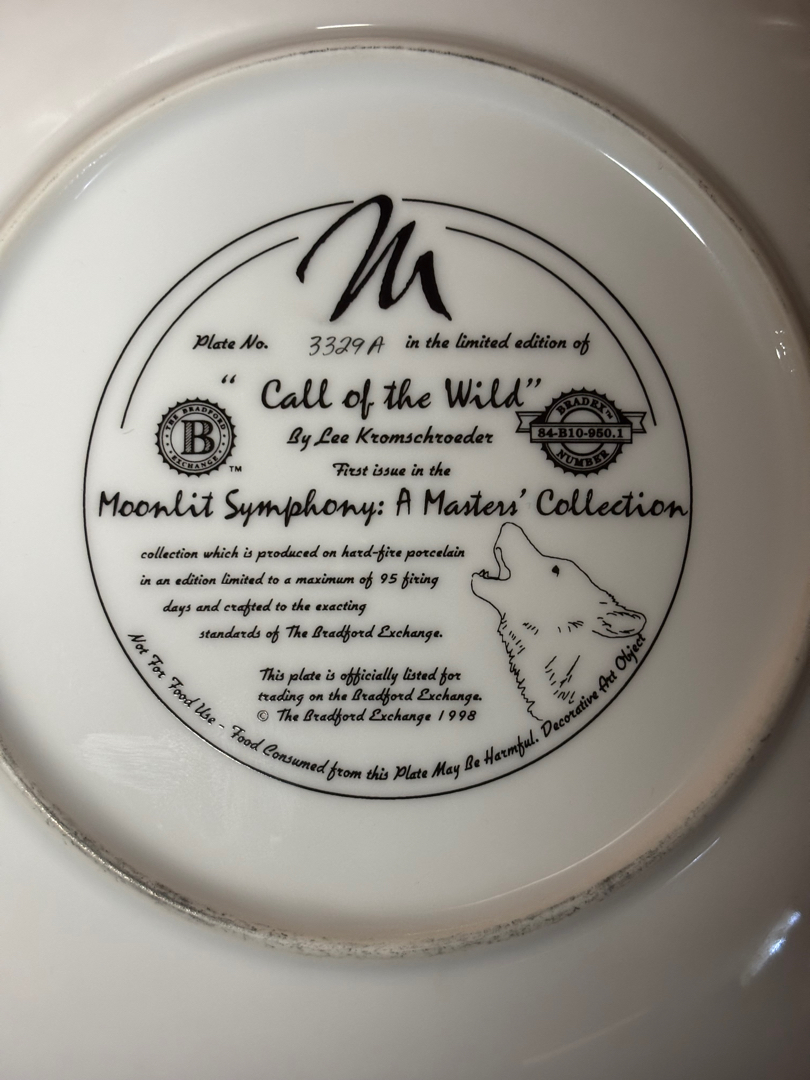 M
Plate No. 3329A in the limited edition of
“Call of the Wild”
By Lee Kromschroeder
THE BRADFORD EXCHANGE
B
TM
BRADEX™
84-B10-950.1
NUMBER
First issue in the
Moonlit Symphony: A Masters’ Collection
collection which is produced on hard-fire porcelain
in an edition limited to a maximum of 95 firing
days and crafted to the exacting
standards of The Bradford Exchange.
This plate is officially listed for
trading on the Bradford Exchange.
© The Bradford Exchange 1998
Not For Food Use - Food Consumed from this Plate May Be Harmful. Decorative Art Object